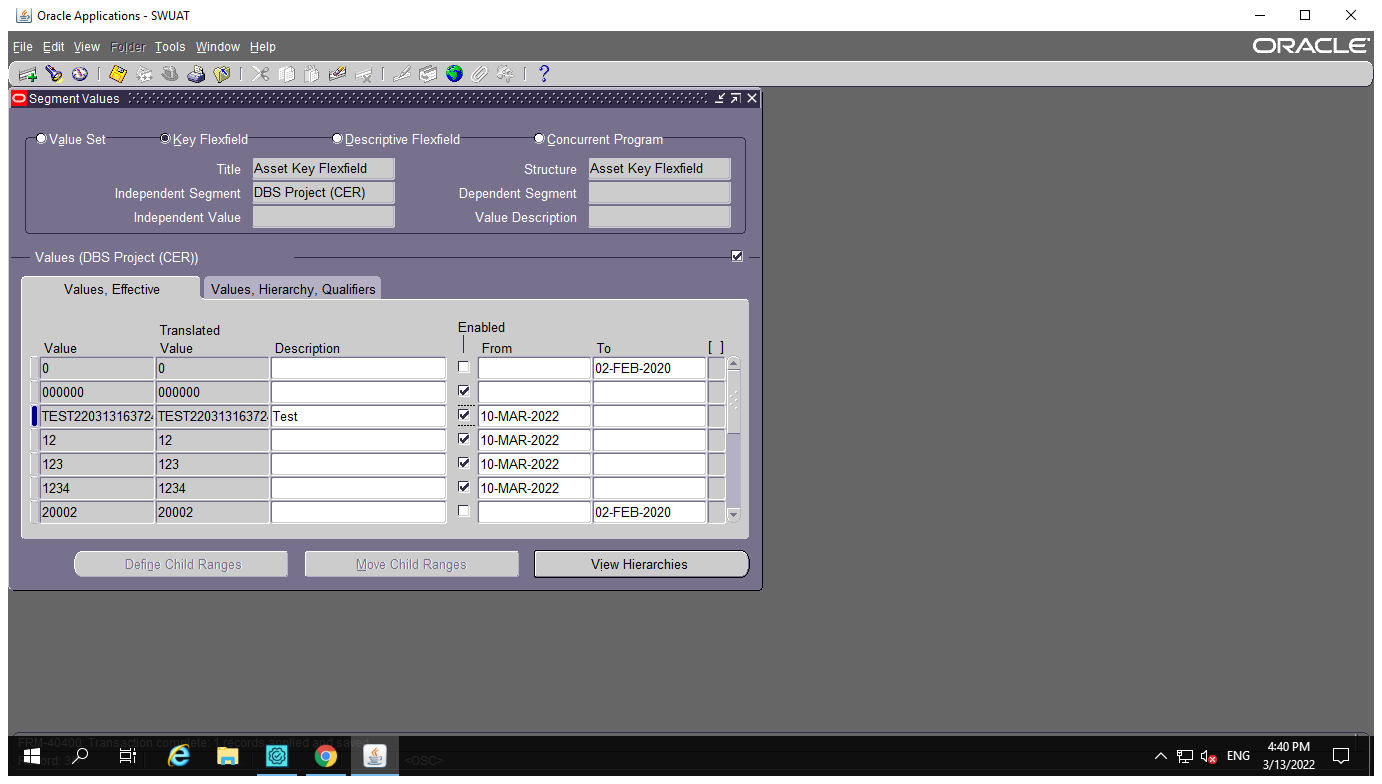 Oracle Applications - SWUAT
File Edit View Folder Tools Window Help
ORACLE
Segment Values
Value Set Key Flexfield Descriptive Flexfield Concurrent Program
Title Asset Key Flexfield Structure Asset Key Flexfield
Independent Segment DBS Project (CER) Dependent Segment
Independent Value Value Description
Values (DBS Project (CER))
Values, Effective Values, Hierarchy, Qualifiers
Translated Enabled
Value Value Description From To [ ]
0 0 02-FEB-2020
000000 000000
TEST22031316372 TEST22031316372 Test 10-MAR-2022
12 12 10-MAR-2022
123 123 10-MAR-2022
1234 1234 10-MAR-2022
20002 20002 02-FEB-2020
Define Child Ranges Move Child Ranges View Hierarchies
FRM-40400: Transaction complete: 1 records applied and saved.
<OSC>
ENG
4:40 PM
3/13/2022